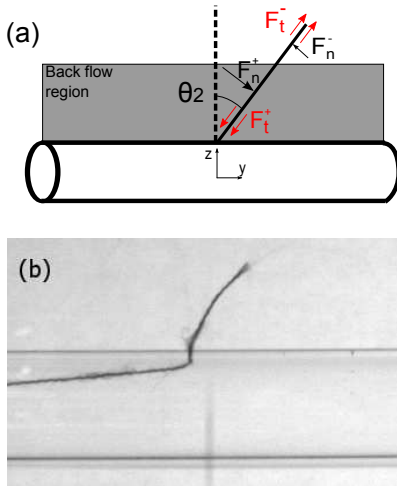 (a)
F_t^-
F_n^-
Back flow
region
F_n^+
θ2
F_t^+
z
y
(b)